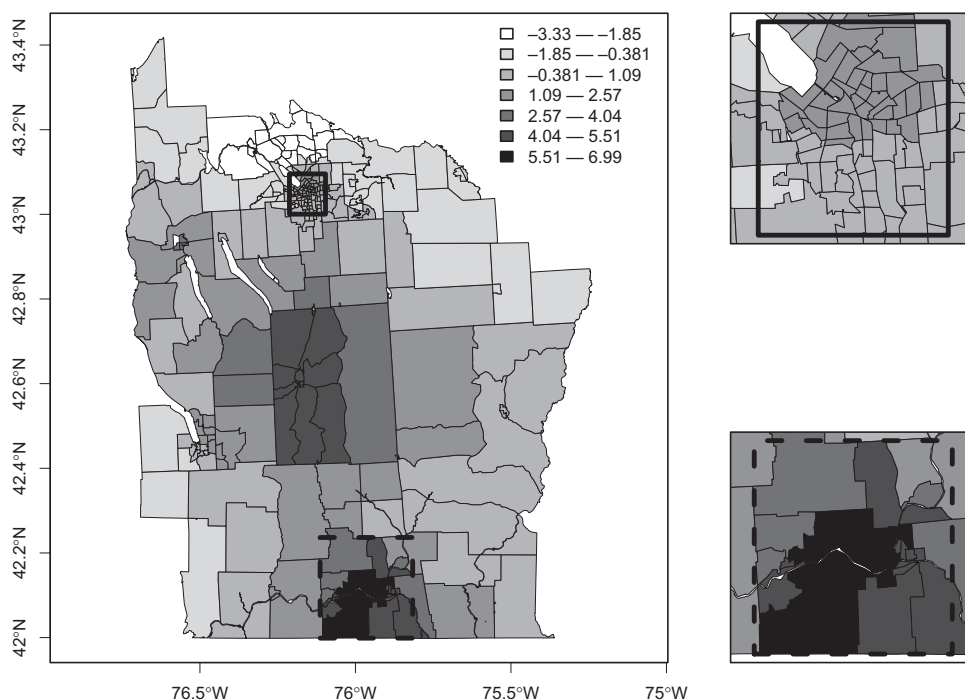 –3.33 — –1.85
–1.85 — –0.381
–0.381 — 1.09
1.09 — 2.57
2.57 — 4.04
4.04 — 5.51
5.51 — 6.99
43.4°N
43.2°N
43°N
42.8°N
42.6°N
42.4°N
42.2°N
42°N
76.5°W
76°W
75.5°W
75°W